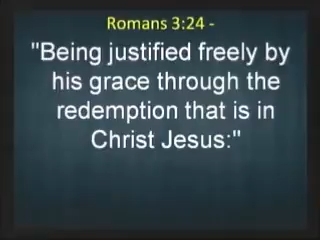 Romans 3:24 -
"Being justified freely by
his grace through the
redemption that is in
Christ Jesus:"